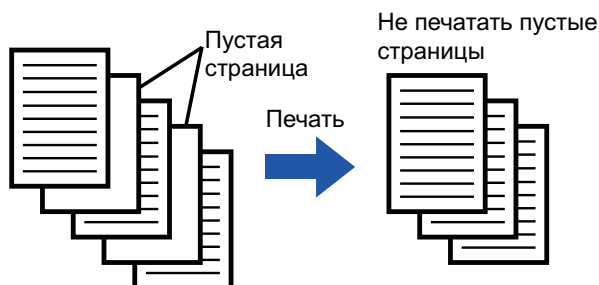 Пустая
страница
Печать
Не печатать пустые
страницы